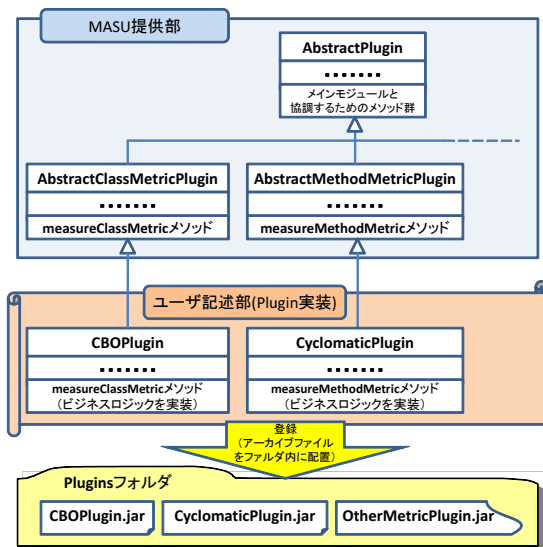 MASU提供部
AbstractPlugin
•••••••
メインモジュールと
協調するためのメソッド群
AbstractClassMetricPlugin
•••••••
measureClassMetricメソッド
AbstractMethodMetricPlugin
•••••••
measureMethodMetricメソッド
ユーザ記述部(Plugin実装)
CBOPlugin
•••••••
measureClassMetricメソッド
（ビジネスロジックを実装）
CyclomaticPlugin
•••••••
measureMethodMetricメソッド
（ビジネスロジックを実装）
登録
（アーカイブファイル
をファルダ内に配置）
Pluginsフォルダ
CBOPlugin.jar
CyclomaticPlugin.jar
OtherMetricPlugin.jar